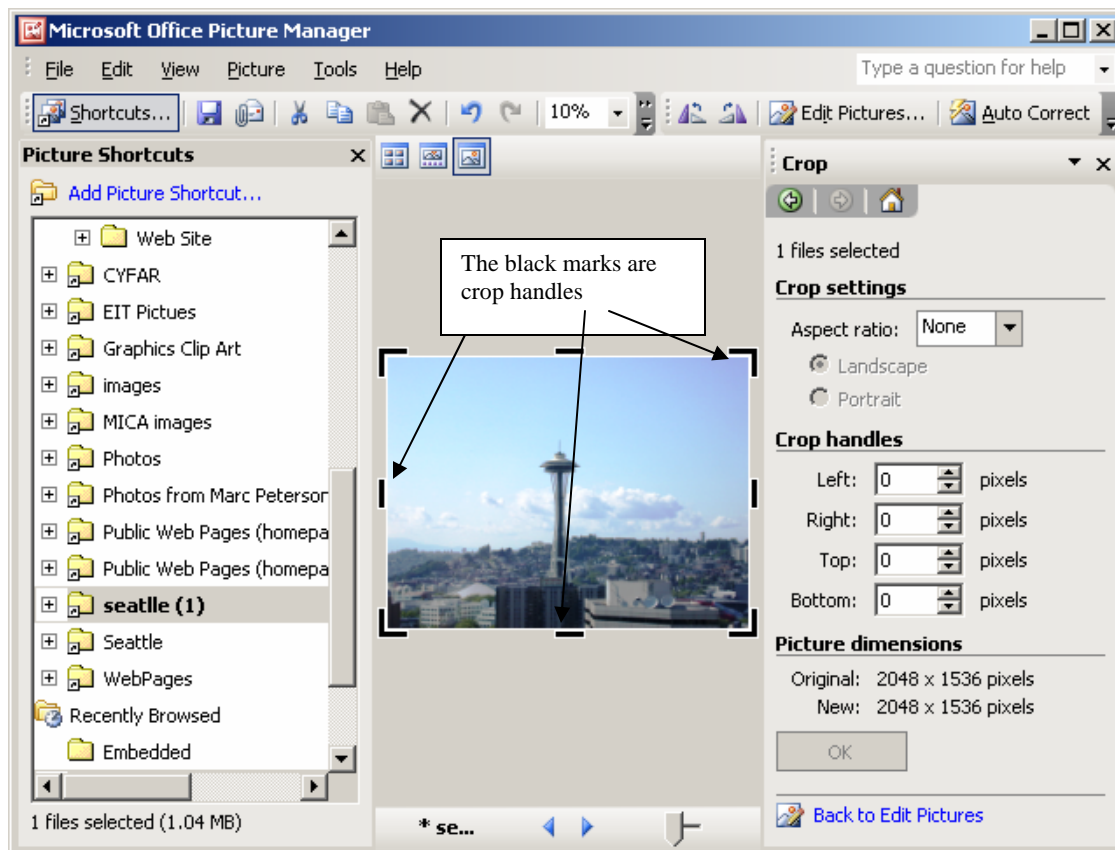 Microsoft Office Picture Manager
File Edit View Picture Tools Help
Type a question for help
Shortcuts...
10%
Edit Pictures...
Auto Correct
Picture Shortcuts
Add Picture Shortcut...
Web Site
CYFAR
EIT Pictues
Graphics Clip Art
images
MICA images
Photos
Photos from Marc Peterson
Public Web Pages (homepa
Public Web Pages (homepa
seatlle (1)
Seattle
WebPages
Recently Browsed
Embedded
1 files selected (1.04 MB)
The black marks are
crop handles
* se...
Crop
1 files selected
Crop settings
Aspect ratio: None
Landscape
Portrait
Crop handles
Left: 0 pixels
Right: 0 pixels
Top: 0 pixels
Bottom: 0 pixels
Picture dimensions
Original: 2048 x 1536 pixels
New: 2048 x 1536 pixels
OK
Back to Edit Pictures